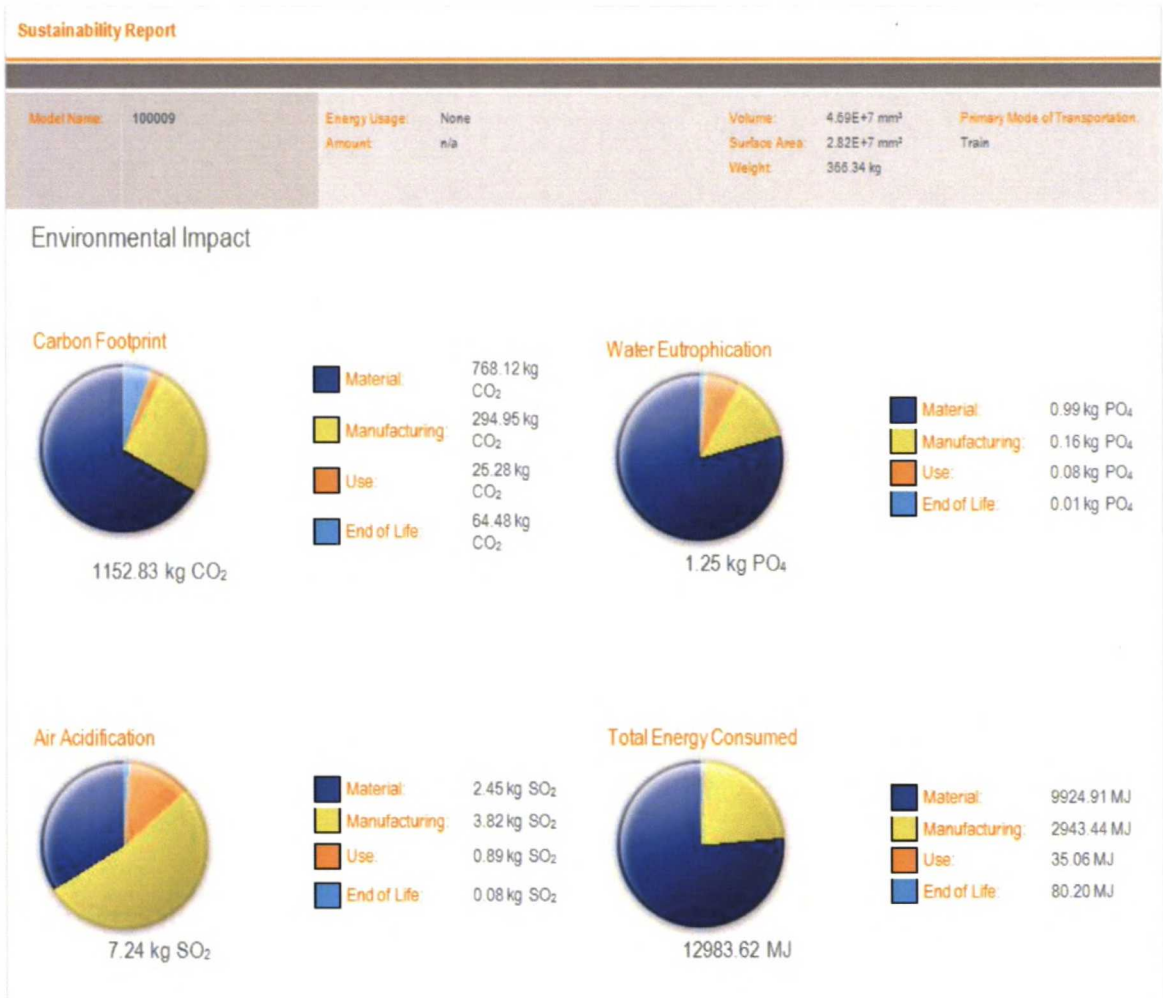 Sustainability Report
Model Name: 100009 Energy Usage: None Volume: 4.69E+7 mm³ Primary Mode of Transportation:
Amount: n/a Surface Area: 2.82E+7 mm² Train
Weight: 366.34 kg
Environmental Impact
Carbon Footprint
Material: 768.12 kg
CO₂
Manufacturing: 294.95 kg
CO₂
Use: 25.28 kg
CO₂
End of Life: 64.48 kg
CO₂
1152.83 kg CO₂
Water Eutrophication
Material: 0.99 kg PO₄
Manufacturing: 0.16 kg PO₄
Use: 0.08 kg PO₄
End of Life: 0.01 kg PO₄
1.25 kg PO₄
Air Acidification
Material: 2.45 kg SO₂
Manufacturing: 3.82 kg SO₂
Use: 0.89 kg SO₂
End of Life: 0.08 kg SO₂
7.24 kg SO₂
Total Energy Consumed
Material: 9924.91 MJ
Manufacturing: 2943.44 MJ
Use: 35.06 MJ
End of Life: 80.20 MJ
12983.62 MJ